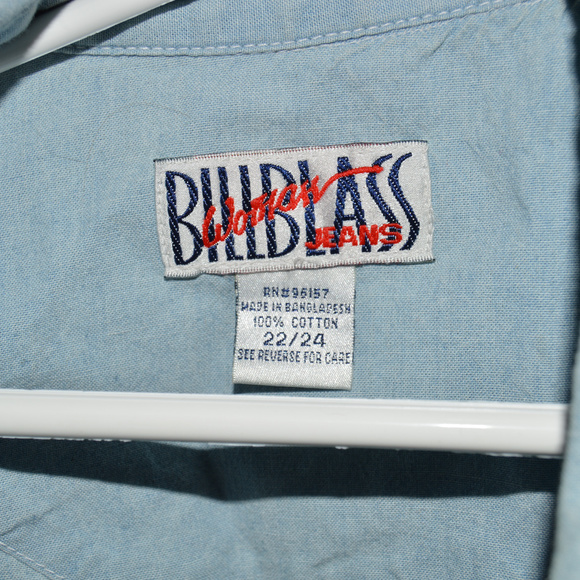 BILLBLASS
Woman
JEANS
RN#96157
MADE IN BANGLADESH
100% COTTON
22/24
SEE REVERSE FOR CARE